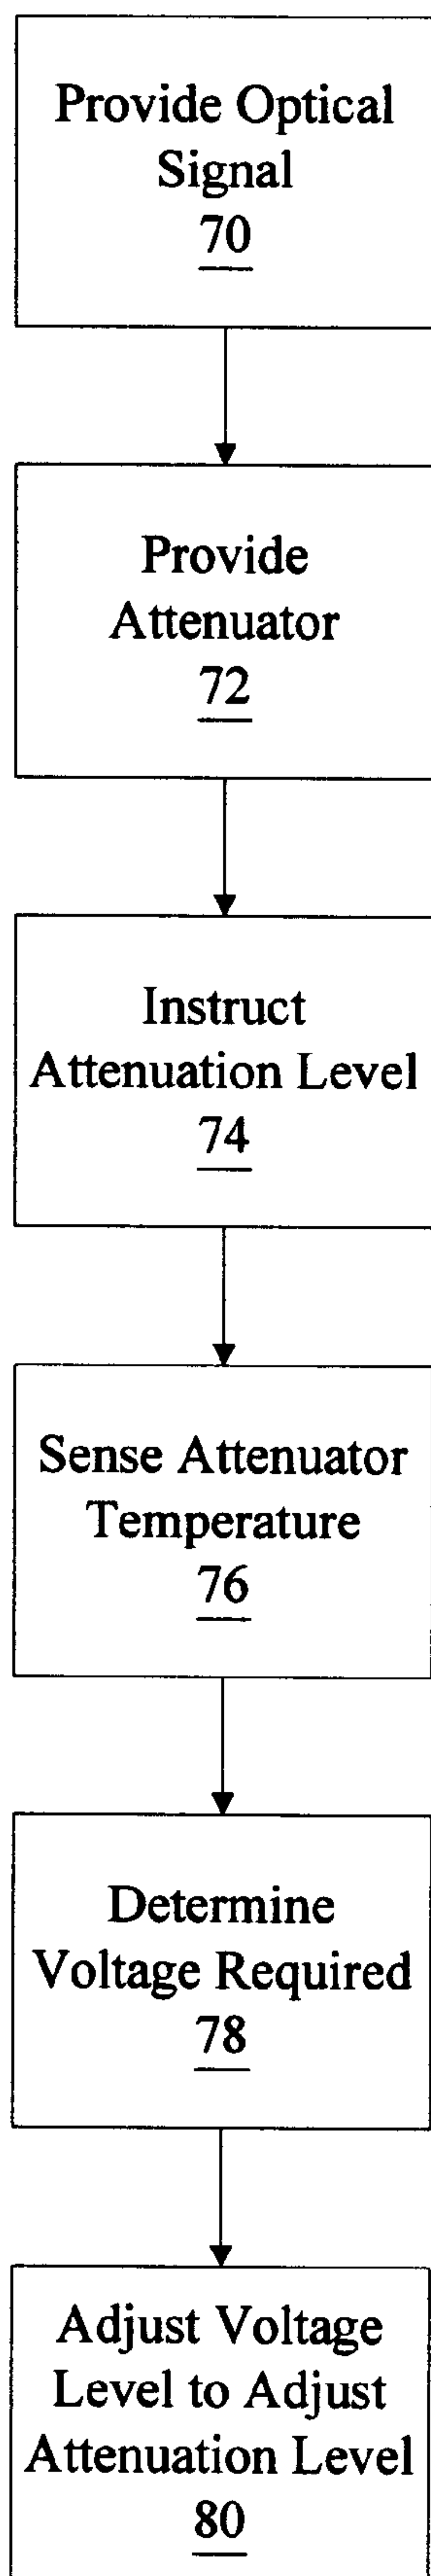 Provide Optical
Signal
70
Provide
Attenuator
72
Instruct
Attenuation Level
74
Sense Attenuator
Temperature
76
Determine
Voltage Required
78
Adjust Voltage
Level to Adjust
Attenuation Level
80